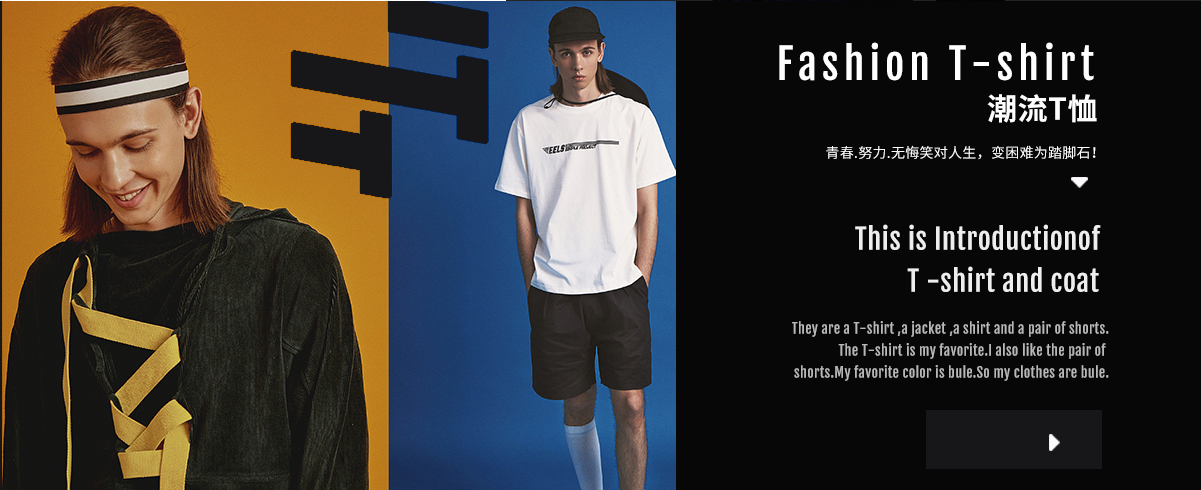 Fashion T-shirt
潮流T恤
青春.努力.无悔笑对人生，变困难为踏脚石！
This is Introductionof
T -shirt and coat
They are a T-shirt ,a jacket ,a shirt and a pair of shorts.
The T-shirt is my favorite.I also like the pair of
shorts.My favorite color is bule.So my clothes are bule.